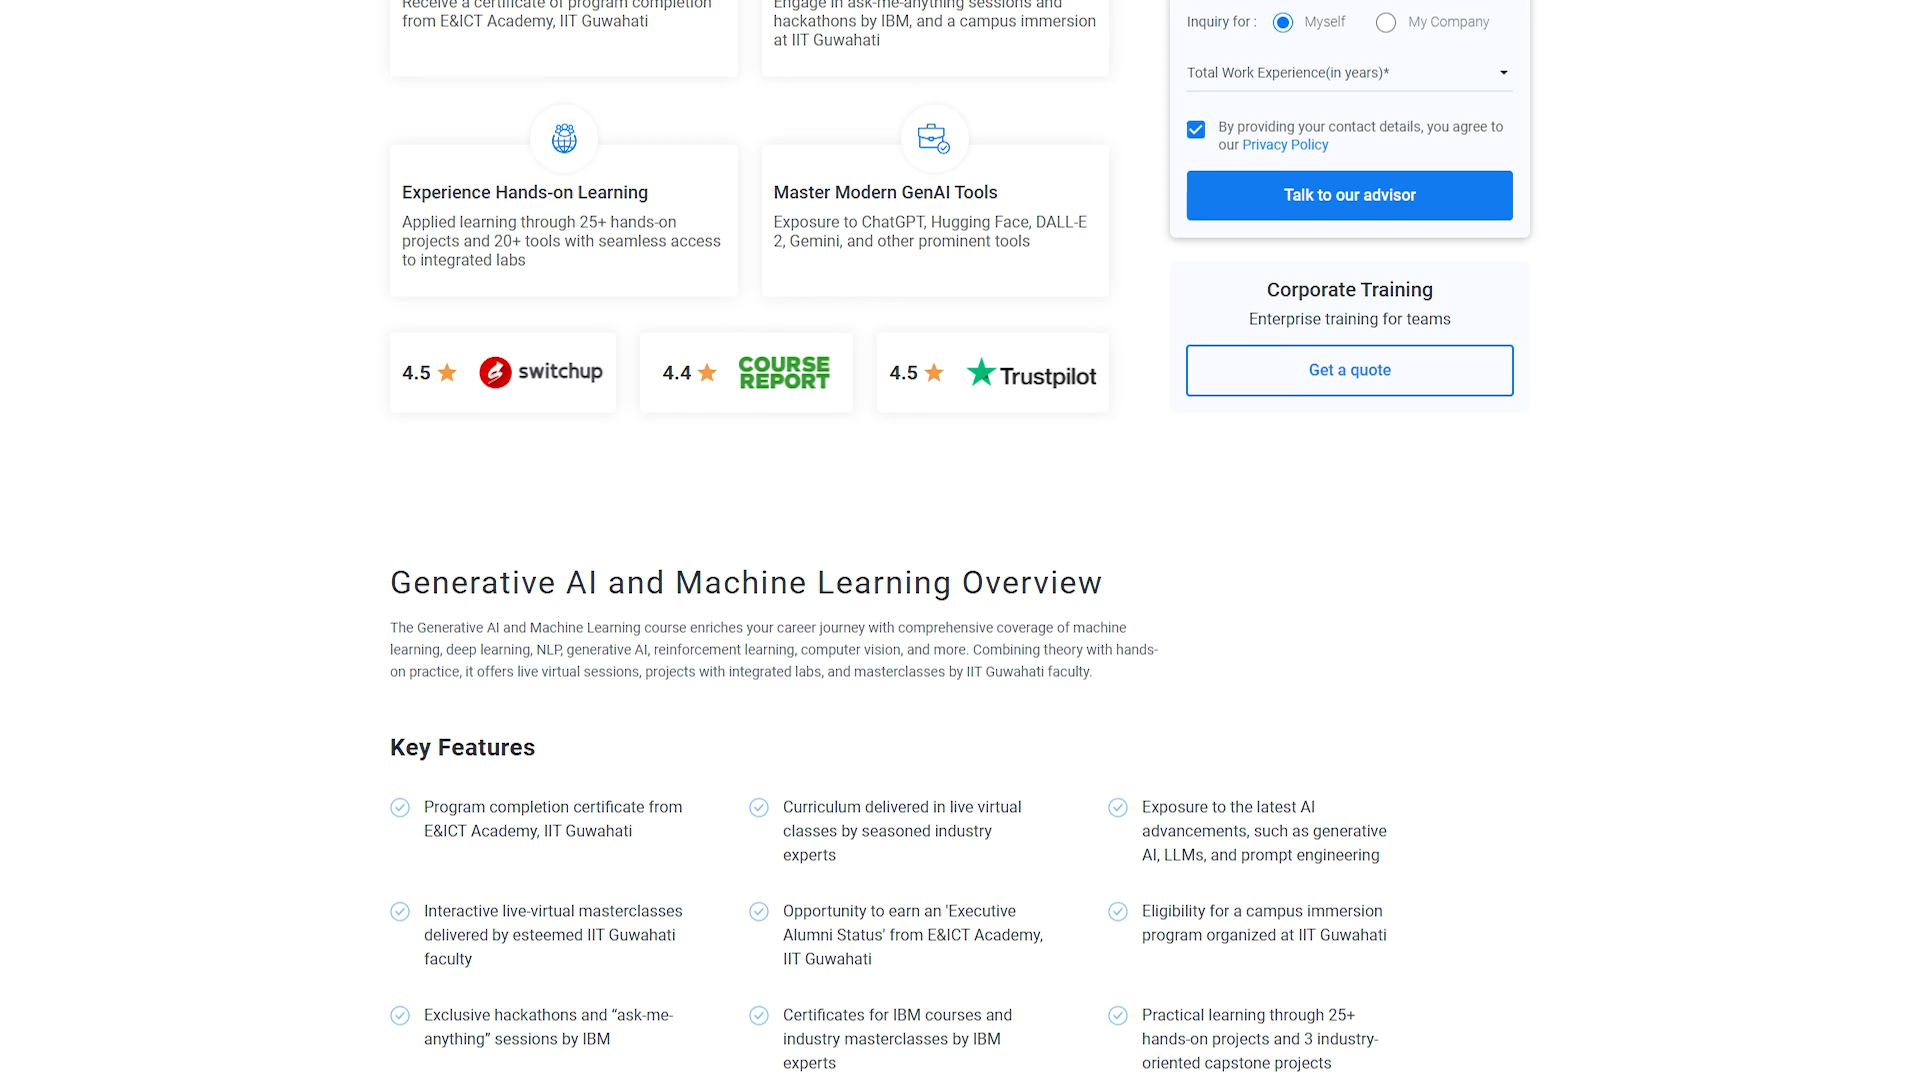 Receive a certificate of program completion
from E&ICT Academy, IIT Guwahati
Engage in ask-me-anything sessions and
hackathons by IBM, and a campus immersion
at IIT Guwahati
Inquiry for :
Myself
My Company
Total Work Experience(in years)*
By providing your contact details, you agree to
our Privacy Policy
Talk to our advisor
Experience Hands-on Learning
Applied learning through 25+ hands-on
projects and 20+ tools with seamless access
to integrated labs
Master Modern GenAI Tools
Exposure to ChatGPT, Hugging Face, DALL-E
2, Gemini, and other prominent tools
Corporate Training
Enterprise training for teams
Get a quote
4.5
switchup
4.4
COURSE
REPORT
4.5
Trustpilot
Generative AI and Machine Learning Overview
The Generative AI and Machine Learning course enriches your career journey with comprehensive coverage of machine
learning, deep learning, NLP, generative AI, reinforcement learning, computer vision, and more. Combining theory with hands-
on practice, it offers live virtual sessions, projects with integrated labs, and masterclasses by IIT Guwahati faculty.
Key Features
Program completion certificate from
E&ICT Academy, IIT Guwahati
Curriculum delivered in live virtual
classes by seasoned industry
experts
Exposure to the latest AI
advancements, such as generative
AI, LLMs, and prompt engineering
Interactive live-virtual masterclasses
delivered by esteemed IIT Guwahati
faculty
Opportunity to earn an 'Executive
Alumni Status' from E&ICT Academy,
IIT Guwahati
Eligibility for a campus immersion
program organized at IIT Guwahati
Exclusive hackathons and “ask-me-
anything” sessions by IBM
Certificates for IBM courses and
industry masterclasses by IBM
experts
Practical learning through 25+
hands-on projects and 3 industry-
oriented capstone projects